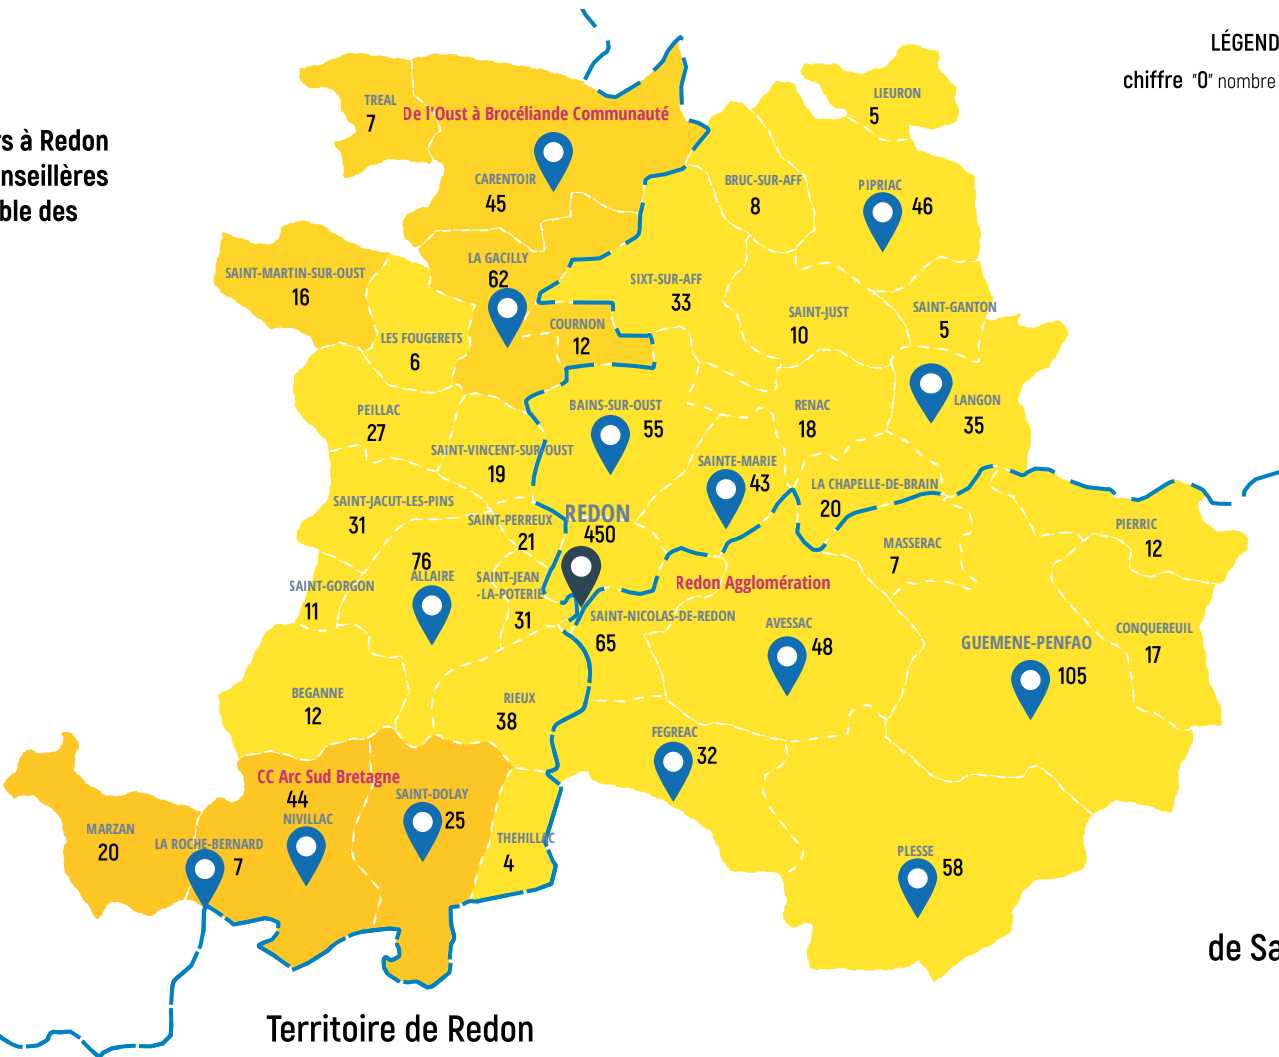 LÉGEND
chiffre "0" nombre
rs à Redon
nseillères
ble des
TREAL
7
De l'Oust à Brocéliande Communauté
CARENTOIR
45
LIEURON
5
BRUC-SUR-AFF
8
PIPRIAC
46
SAINT-MARTIN-SUR-OUST
16
LA GACILLY
62
SIXT-SUR-AFF
33
SAINT-JUST
10
SAINT-GANTON
5
LES FOUGERETS
6
COURNON
12
PEILLAC
27
BAINS-SUR-OUST
55
RENAC
18
LANGON
35
SAINT-VINCENT-SUR-OUST
19
SAINTE-MARIE
43
LA CHAPELLE-DE-BRAIN
20
SAINT-JACUT-LES-PINS
31
SAINT-PERREUX
21
REDON
450
MASSERAC
7
PIERRIC
12
76
ALLAIRE
SAINT-GORGON
11
SAINT-JEAN
-LA-POTERIE
31
Redon Agglomération
SAINT-NICOLAS-DE-REDON
65
AVESSAC
48
GUEMENE-PENFAO
105
CONQUEREUIL
17
BEGANNE
12
RIEUX
38
FEGREAC
32
CC Arc Sud Bretagne
44
NIVILLAC
SAINT-DOLAY
25
MARZAN
20
LA ROCHE-BERNARD
7
THEHILLAC
4
PLESSE
58
de Sa
Territoire de Redon